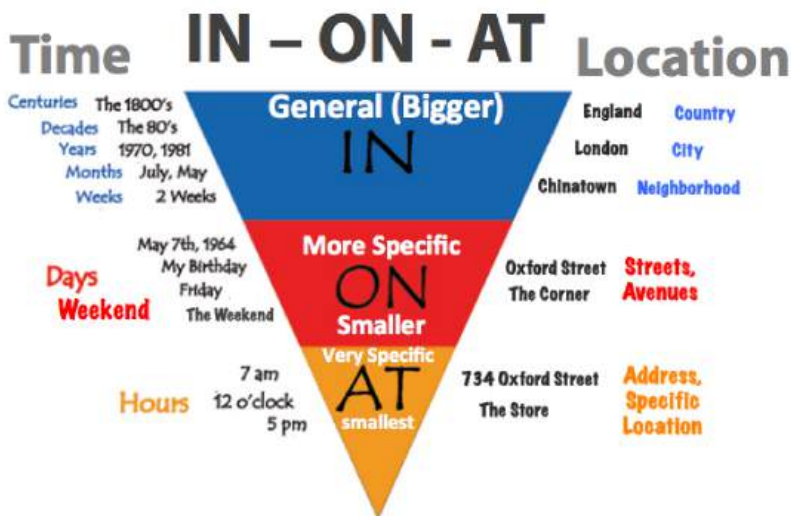 IN – ON - AT
Time
Location
Centuries The 1800's
Decades The 80's
Years 1970, 1981
Months July, May
Weeks 2 Weeks
General (Bigger)
IN
England Country
London City
Chinatown Neighborhood
Days
Weekend
May 7th, 1964
My Birthday
Friday
The Weekend
More Specific
ON
Smaller
Oxford Street
The Corner
Streets,
Avenues
Hours
7 am
12 o'clock
5 pm
Very Specific
AT
smallest
734 Oxford Street
The Store
Address,
Specific
Location